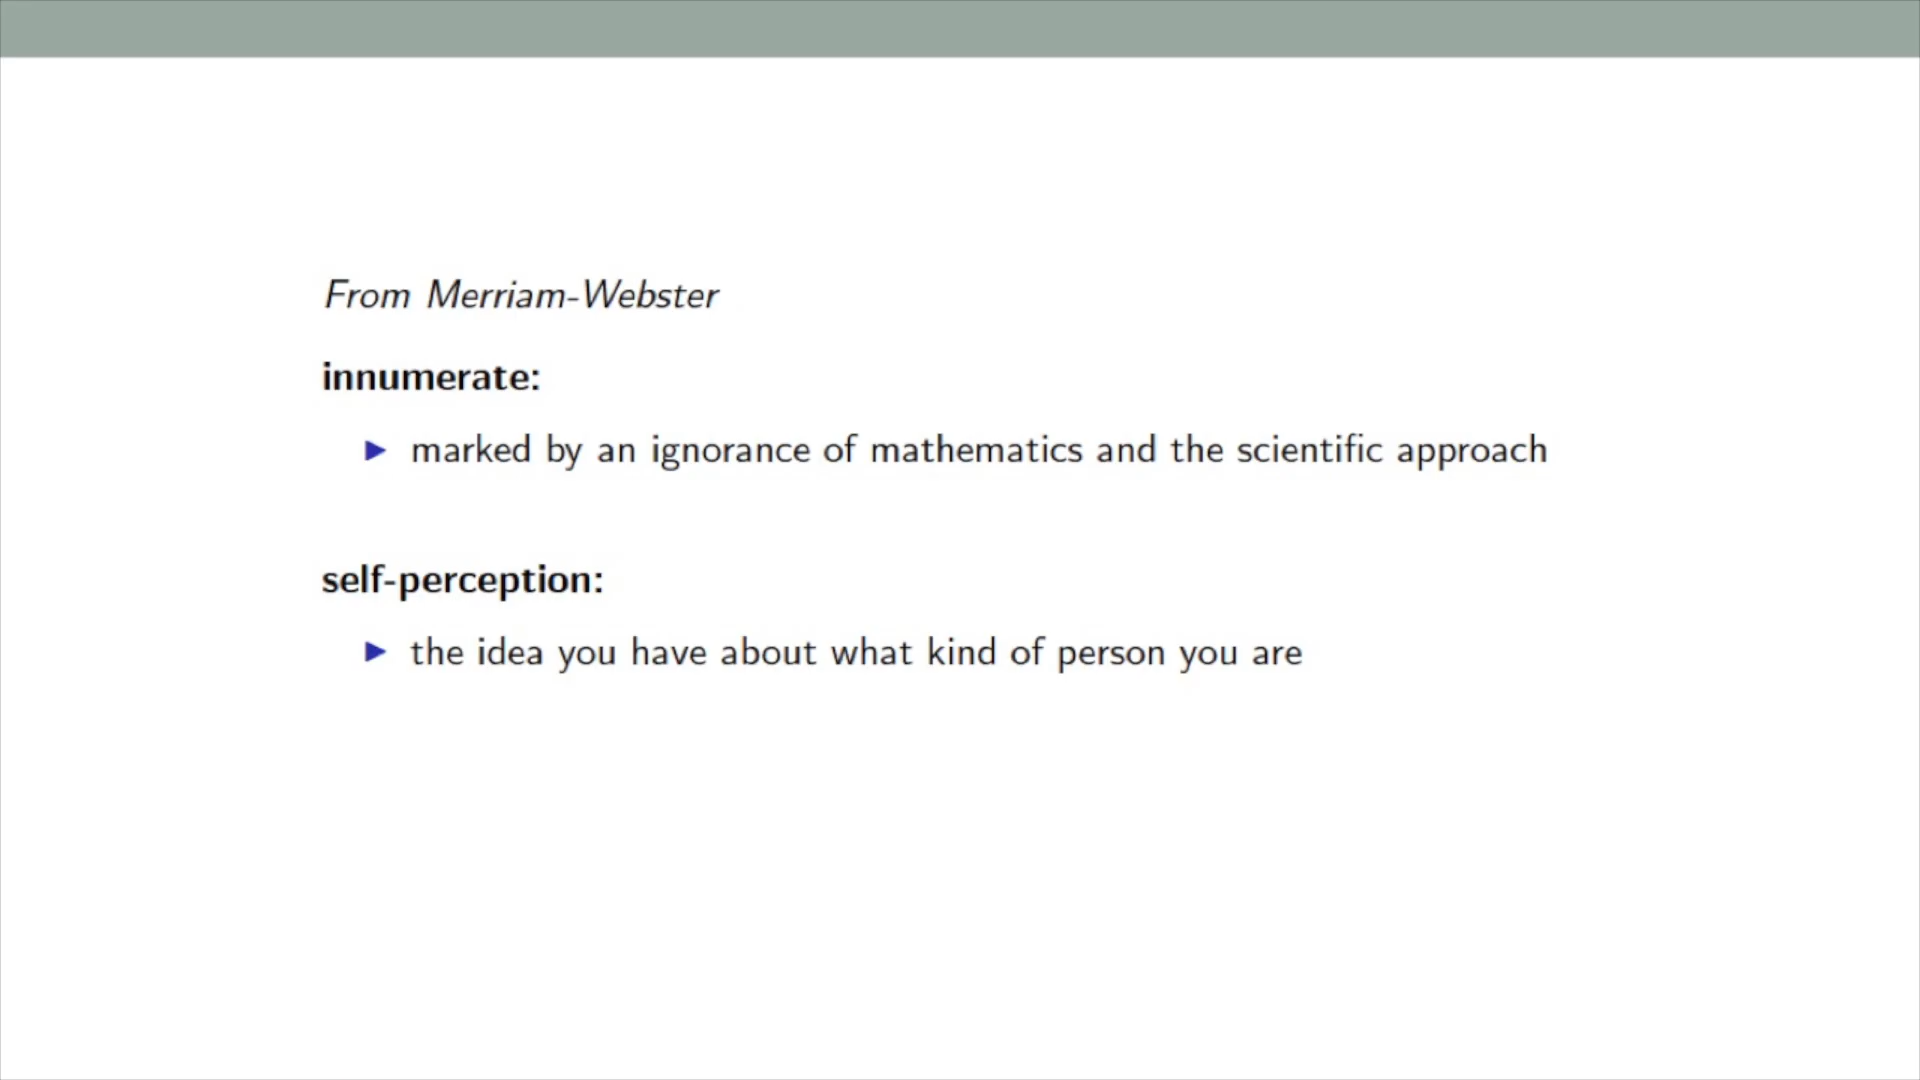 From Merriam-Webster
innumerate:
▶ marked by an ignorance of mathematics and the scientific approach
self-perception:
▶ the idea you have about what kind of person you are